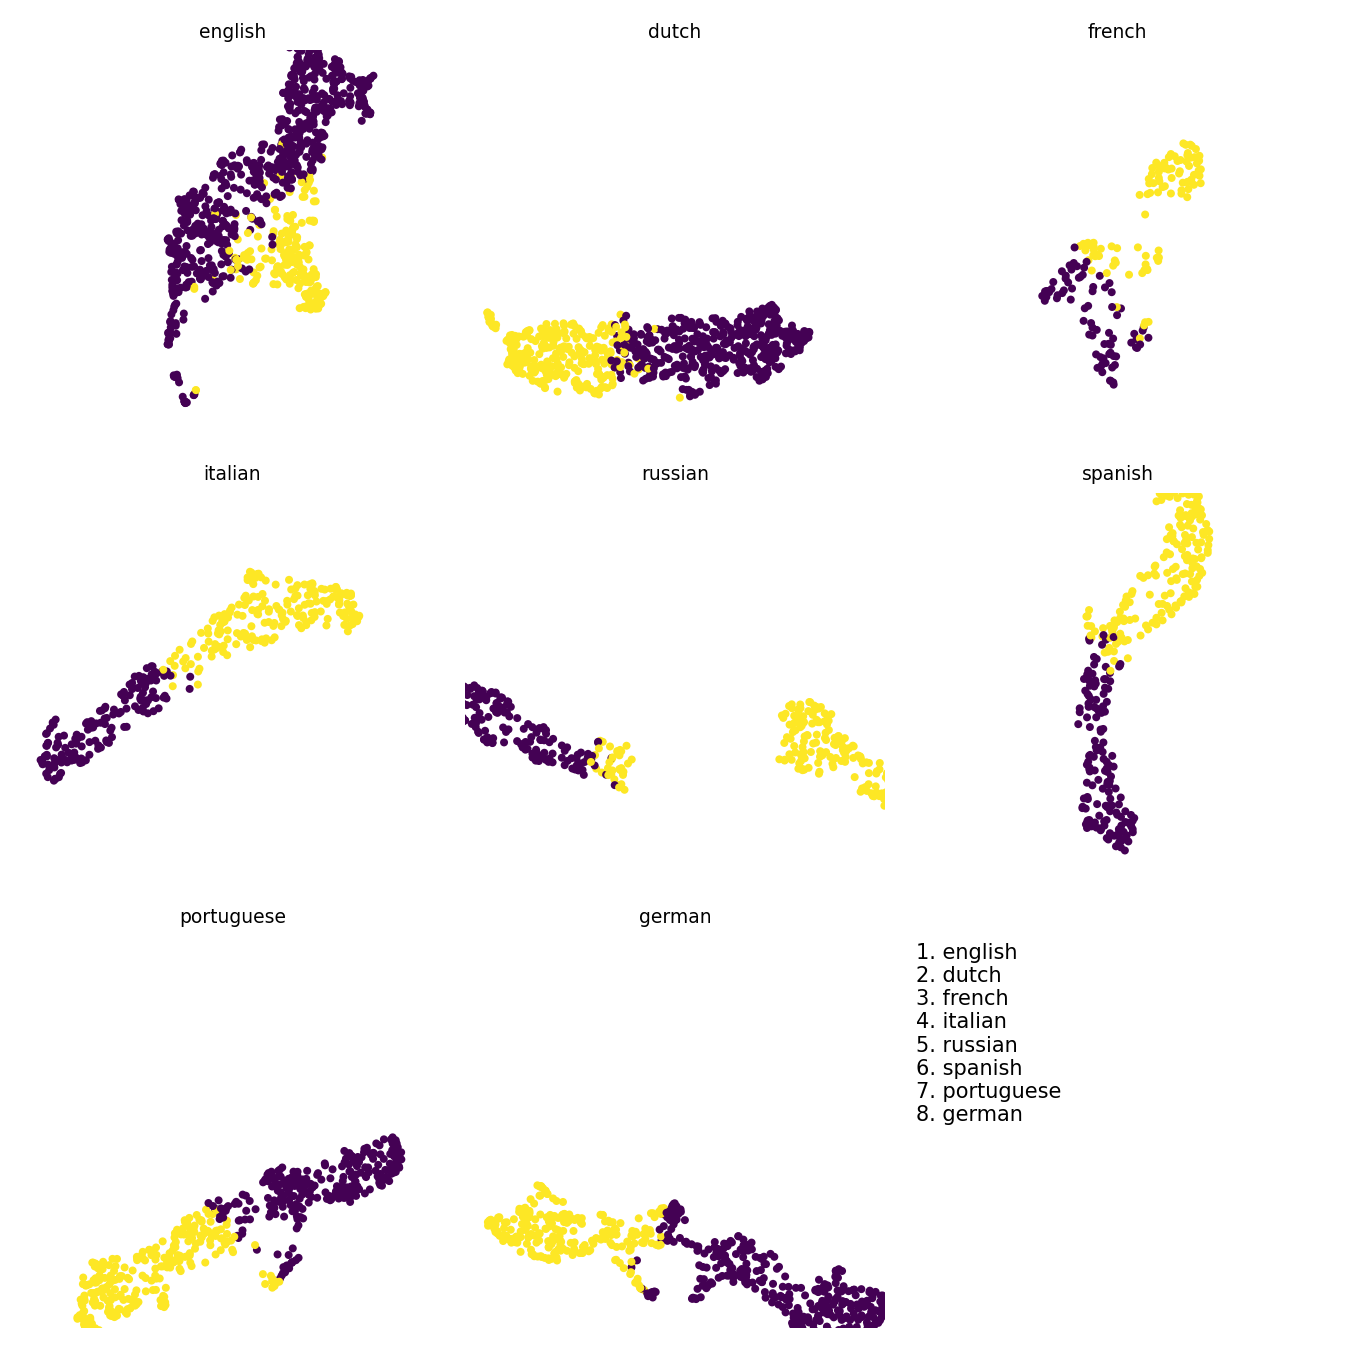 english
dutch
french
italian
russian
spanish
portuguese
german
1. english
2. dutch
3. french
4. italian
5. russian
6. spanish
7. portuguese
8. german